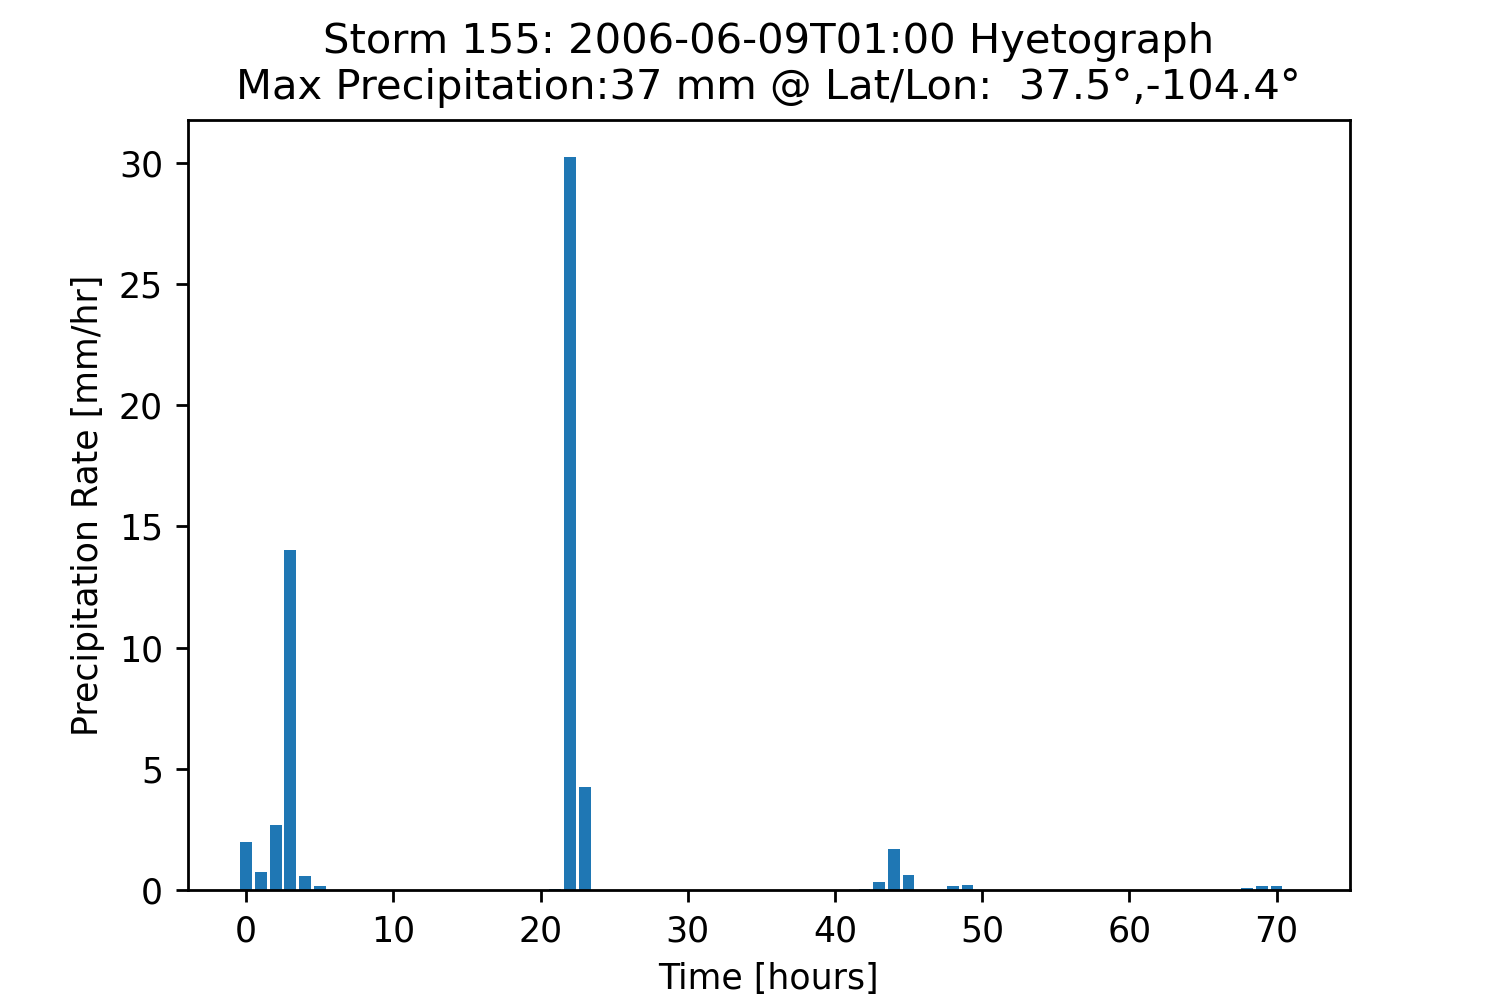 Storm 155: 2006-06-09T01:00 Hyetograph
Max Precipitation:37 mm @ Lat/Lon:  37.5°,-104.4°
Precipitation Rate [mm/hr]
30
25
20
15
10
5
0
0 10 20 30 40 50 60 70
Time [hours]